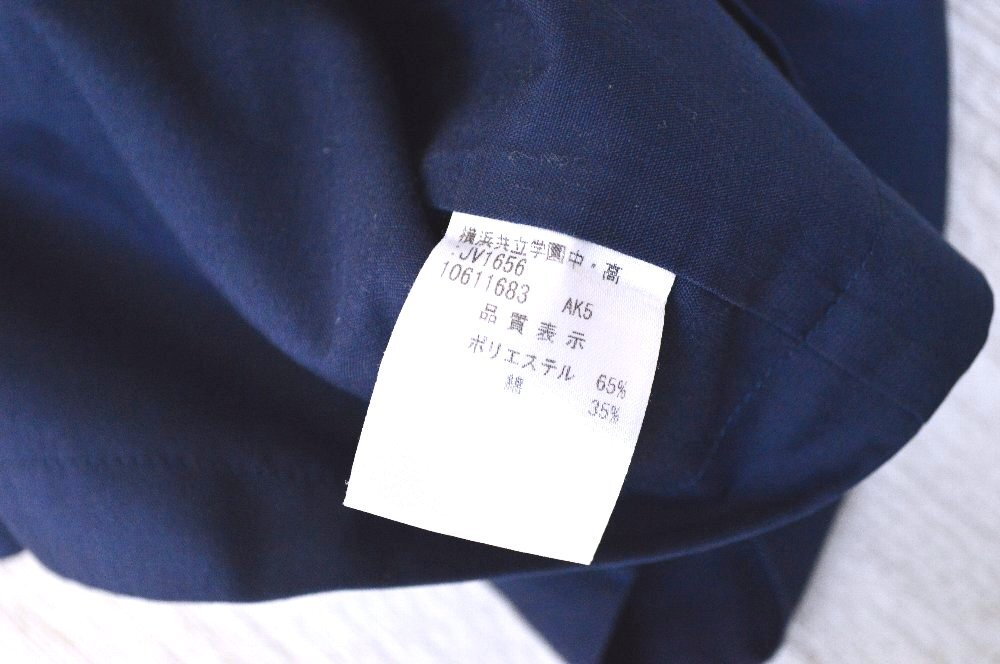 横浜共立学園中・高
JV1656
10611683 AK5
品質表示
ポリエステル 65%
綿 35%